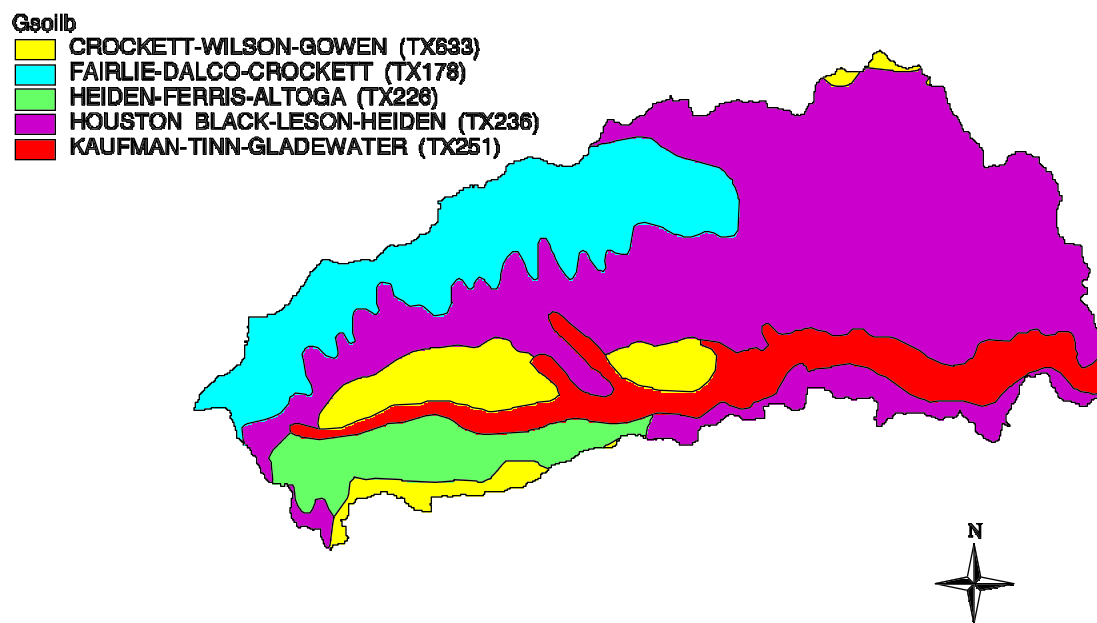 Gsoilb
CROCKETT-WILSON-GOWEN (TX633)
FAIRLIE-DALCO-CROCKETT (TX178)
HEIDEN-FERRIS-ALTOGA (TX226)
HOUSTON BLACK-LESON-HEIDEN (TX236)
KAUFMAN-TINN-GLADEWATER (TX251)
N